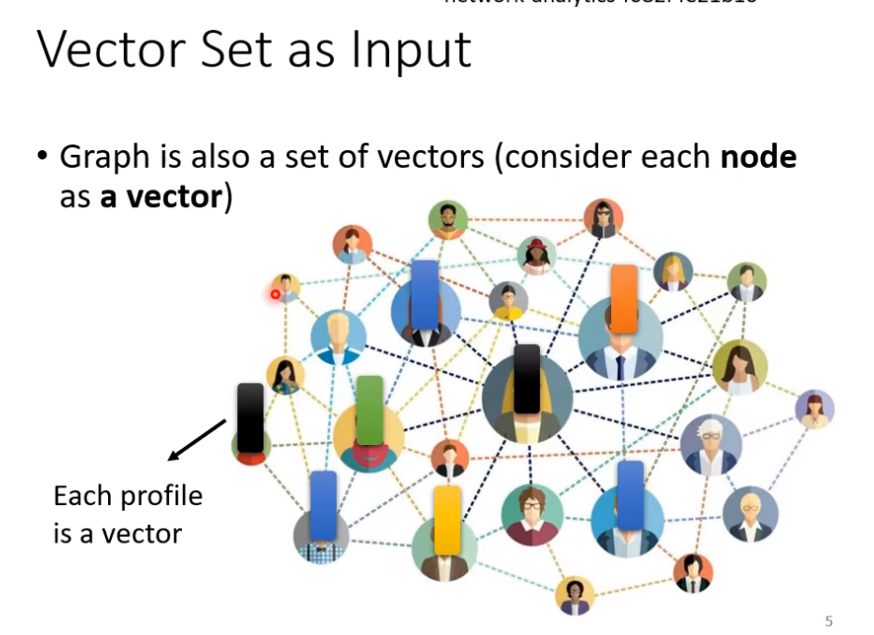 Vector Set as Input
• Graph is also a set of vectors (consider each node
as a vector)
Each profile
is a vector
5